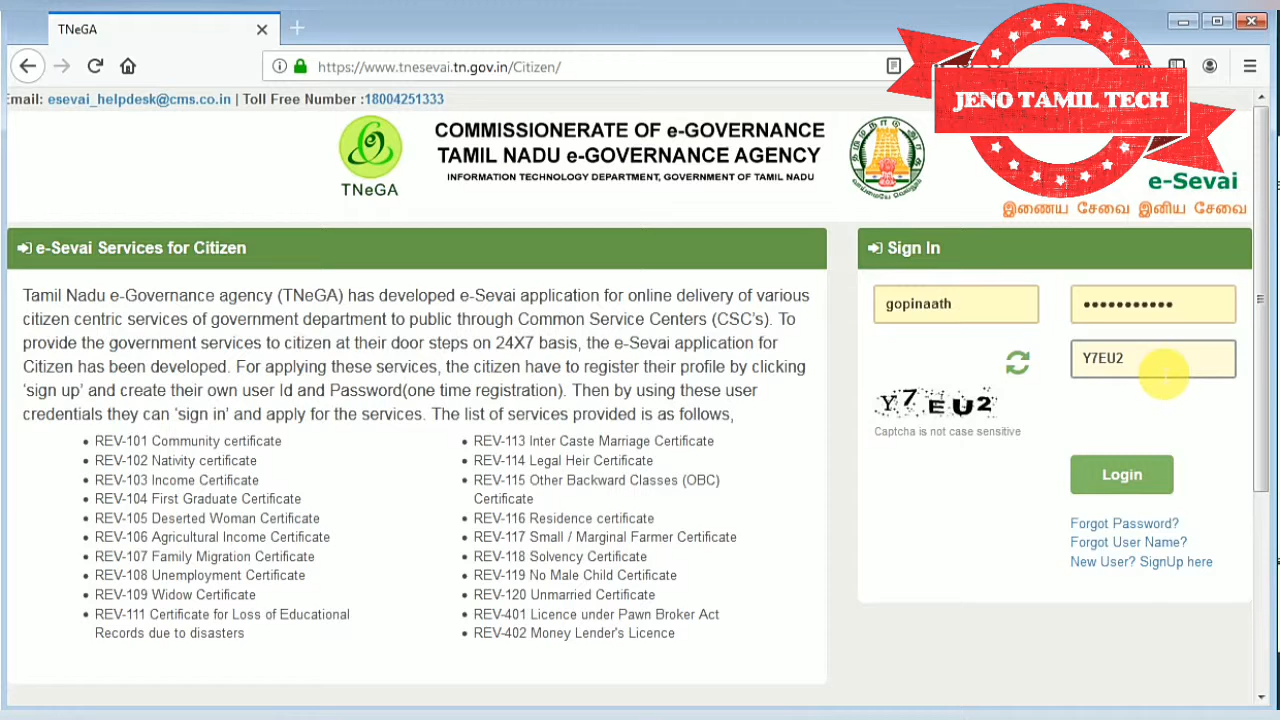 TNeGA
https://www.tnesevai.tn.gov.in/Citizen/
JENO TAMIL TECH
Email: esevai_helpdesk@cms.co.in | Toll Free Number :18004251333
TNeGA
COMMISSIONERATE OF e-GOVERNANCE
TAMIL NADU e-GOVERNANCE AGENCY
INFORMATION TECHNOLOGY DEPARTMENT, GOVERNMENT OF TAMIL NADU
e-Sevai
இணைய சேவை இனிய சேவை
e-Sevai Services for Citizen
Tamil Nadu e-Governance agency (TNeGA) has developed e-Sevai application for online delivery of various
citizen centric services of government department to public through Common Service Centers (CSC's). To
provide the government services to citizen at their door steps on 24X7 basis, the e-Sevai application for
Citizen has been developed. For applying these services, the citizen have to register their profile by clicking
'sign up' and create their own user Id and Password(one time registration). Then by using these user
credentials they can 'sign in' and apply for the services. The list of services provided is as follows,
REV-101 Community certificate
REV-102 Nativity certificate
REV-103 Income Certificate
REV-104 First Graduate Certificate
REV-105 Deserted Woman Certificate
REV-106 Agricultural Income Certificate
REV-107 Family Migration Certificate
REV-108 Unemployment Certificate
REV-109 Widow Certificate
REV-111 Certificate for Loss of Educational
Records due to disasters
REV-113 Inter Caste Marriage Certificate
REV-114 Legal Heir Certificate
REV-115 Other Backward Classes (OBC)
Certificate
REV-116 Residence certificate
REV-117 Small / Marginal Farmer Certificate
REV-118 Solvency Certificate
REV-119 No Male Child Certificate
REV-120 Unmarried Certificate
REV-401 Licence under Pawn Broker Act
REV-402 Money Lender's Licence
Sign In
gopinaath
Y7EU2
Y7EU2
Captcha is not case sensitive
Login
Forgot Password?
Forgot User Name?
New User? SignUp here